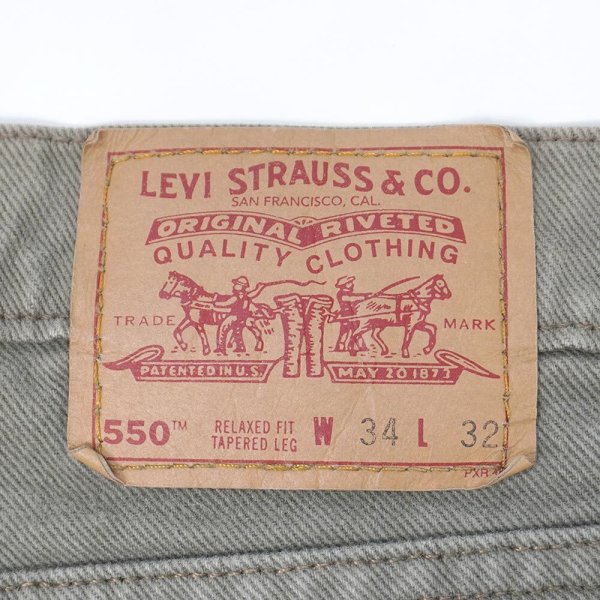 LEVI STRAUSS & CO.
SAN FRANCISCO, CAL.
ORIGINAL RIVETED
QUALITY CLOTHING
TRADE MARK
PATENTED IN U.S. MAY 20 1873
550™ RELAXED FIT TAPERED LEG W 34 L 32